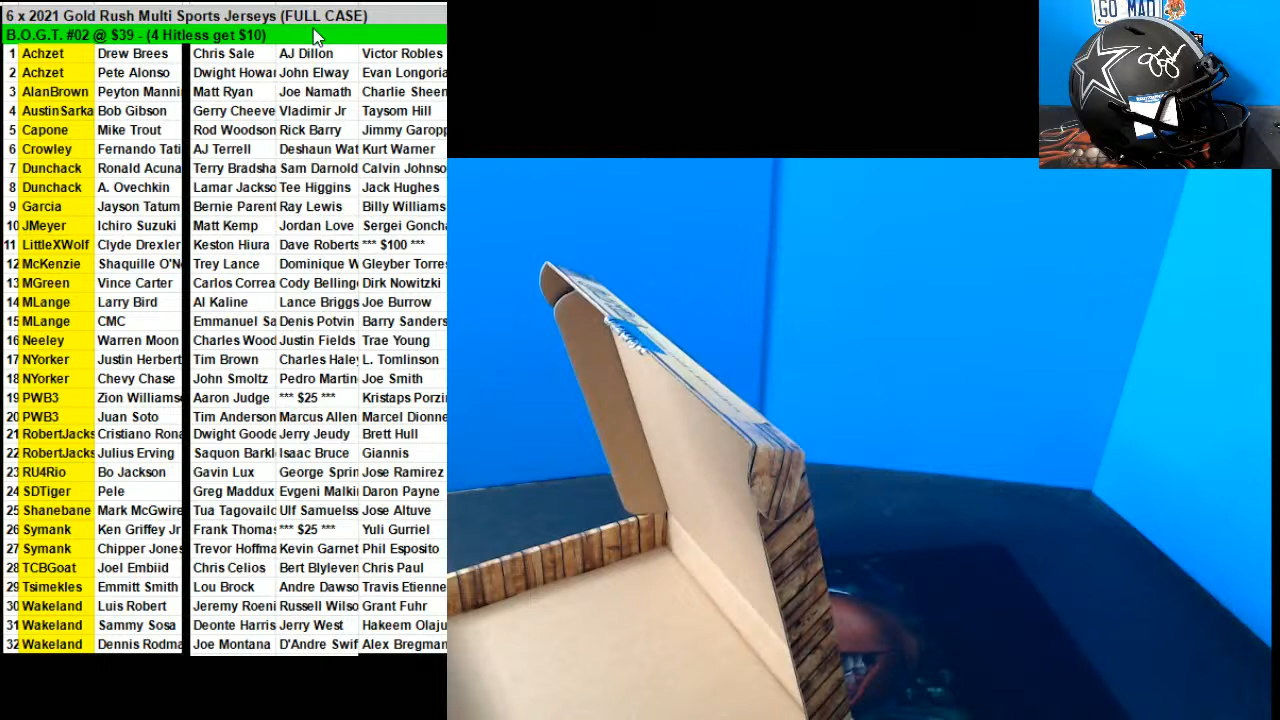 6 x 2021 Gold Rush Multi Sports Jerseys (FULL CASE)
B.O.G.T. #02 @ $39 - (4 Hitless get $10)
1 Achzet Drew Brees Chris Sale AJ Dillon Victor Robles
2 Achzet Pete Alonso Dwight Howar John Elway Evan Longoria
3 AlanBrown Peyton Manni Matt Ryan Joe Namath Charlie Sheen
4 AustinSarka Bob Gibson Gerry Cheeve Vladimir Jr Taysom Hill
5 Capone Mike Trout Rod Woodson Rick Barry Jimmy Garopp
6 Crowley Fernando Tati AJ Terrell Deshaun Wat Kurt Warner
7 Dunchack Ronald Acuna Terry Bradsha Sam Darnold Calvin Johnso
8 Dunchack A. Ovechkin Lamar Jackso Tee Higgins Jack Hughes
9 Garcia Jayson Tatum Bernie Parent Ray Lewis Billy Williams
10 JMeyer Ichiro Suzuki Matt Kemp Jordan Love Sergei Goncha
11 LittleXWolf Clyde Drexler Keston Hiura Dave Roberts *** $100 ***
12 McKenzie Shaquille O'N Trey Lance Dominique W Gleyber Torre
13 MGreen Vince Carter Carlos Correa Cody Belling Dirk Nowitzki
14 MLange Larry Bird Al Kaline Lance Briggs Joe Burrow
15 MLange CMC Emmanuel Sa Denis Potvin Barry Sanders
16 Neeley Warren Moon Charles Wood Justin Fields Trae Young
17 NYorker Justin Herbert Tim Brown Charles Haley L. Tomlinson
18 NYorker Chevy Chase John Smoltz Pedro Martin Joe Smith
19 PWB3 Zion Williams Aaron Judge *** $25 *** Kristaps Porzi
20 PWB3 Juan Soto Tim Anderson Marcus Allen Marcel Dionne
21 RobertJacks Cristiano Rona Dwight Goode Jerry Jeudy Brett Hull
22 RobertJacks Julius Erving Saquon Barkl Isaac Bruce Giannis
23 RU4Rio Bo Jackson Gavin Lux George Sprin Jose Ramirez
24 SDTiger Pele Greg Maddux Evgeni Malki Daron Payne
25 Shanebane Mark McGwire Tua Tagovailo Ulf Samuelss Jose Altuve
26 Symank Ken Griffey Jr Frank Thomas *** $25 *** Yuli Gurriel
27 Symank Chipper Jones Trevor Hoffma Kevin Garnet Phil Esposito
28 TCBGoat Joel Embiid Chris Celios Bert Blyleven Chris Paul
29 Tsimekles Emmitt Smith Lou Brock Andre Dawso Travis Etienne
30 Wakeland Luis Robert Jeremy Roeni Russell Wilso Grant Fuhr
31 Wakeland Sammy Sosa Deonte Harris Jerry West Hakeem Olaju
32 Wakeland Dennis Rodma Joe Montana D'Andre Swif Alex Bregman
GO MAD